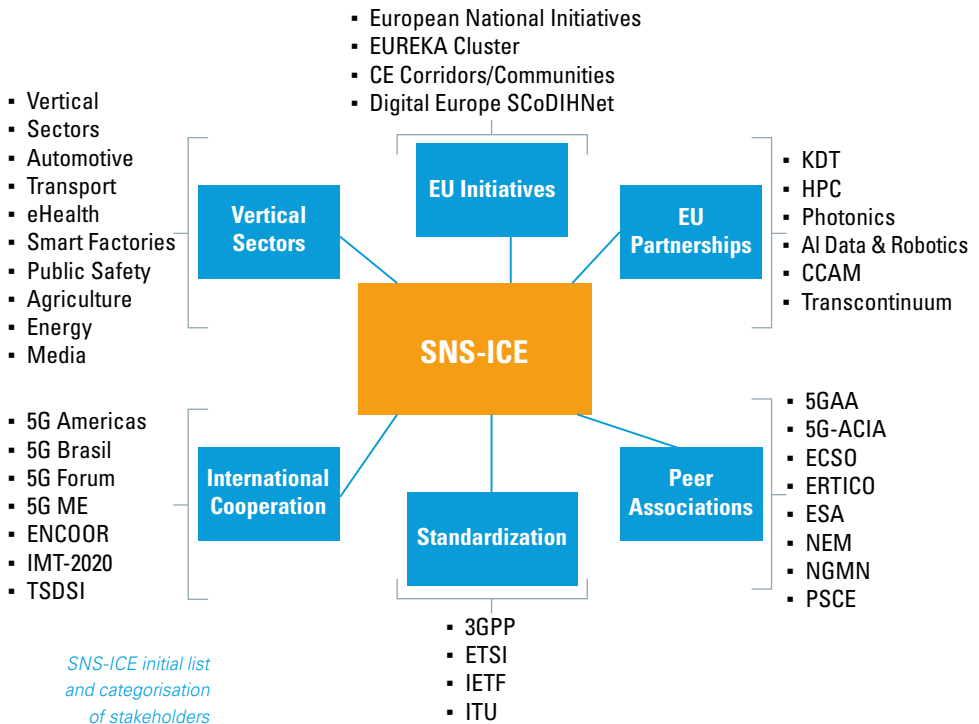 ▪ European National Initiatives
▪ EUREKA Cluster
▪ CE Corridors/Communities
▪ Digital Europe SCoDIHNet
▪ Vertical
▪ Sectors
▪ Automotive
▪ Transport
▪ eHealth
▪ Smart Factories
▪ Public Safety
▪ Agriculture
▪ Energy
▪ Media
Vertical
Sectors
EU Initiatives
EU
Partnerships
▪ KDT
▪ HPC
▪ Photonics
▪ AI Data & Robotics
▪ CCAM
▪ Transcontinuum
SNS-ICE
▪ 5G Americas
▪ 5G Brasil
▪ 5G Forum
▪ 5G ME
▪ ENCOOR
▪ IMT-2020
▪ TSDSI
International
Cooperation
Standardization
Peer
Associations
▪ 5GAA
▪ 5G-ACIA
▪ ECSO
▪ ERTICO
▪ ESA
▪ NEM
▪ NGMN
▪ PSCE
▪ 3GPP
▪ ETSI
▪ IETF
▪ ITU
SNS-ICE initial list
and categorisation
of stakeholders